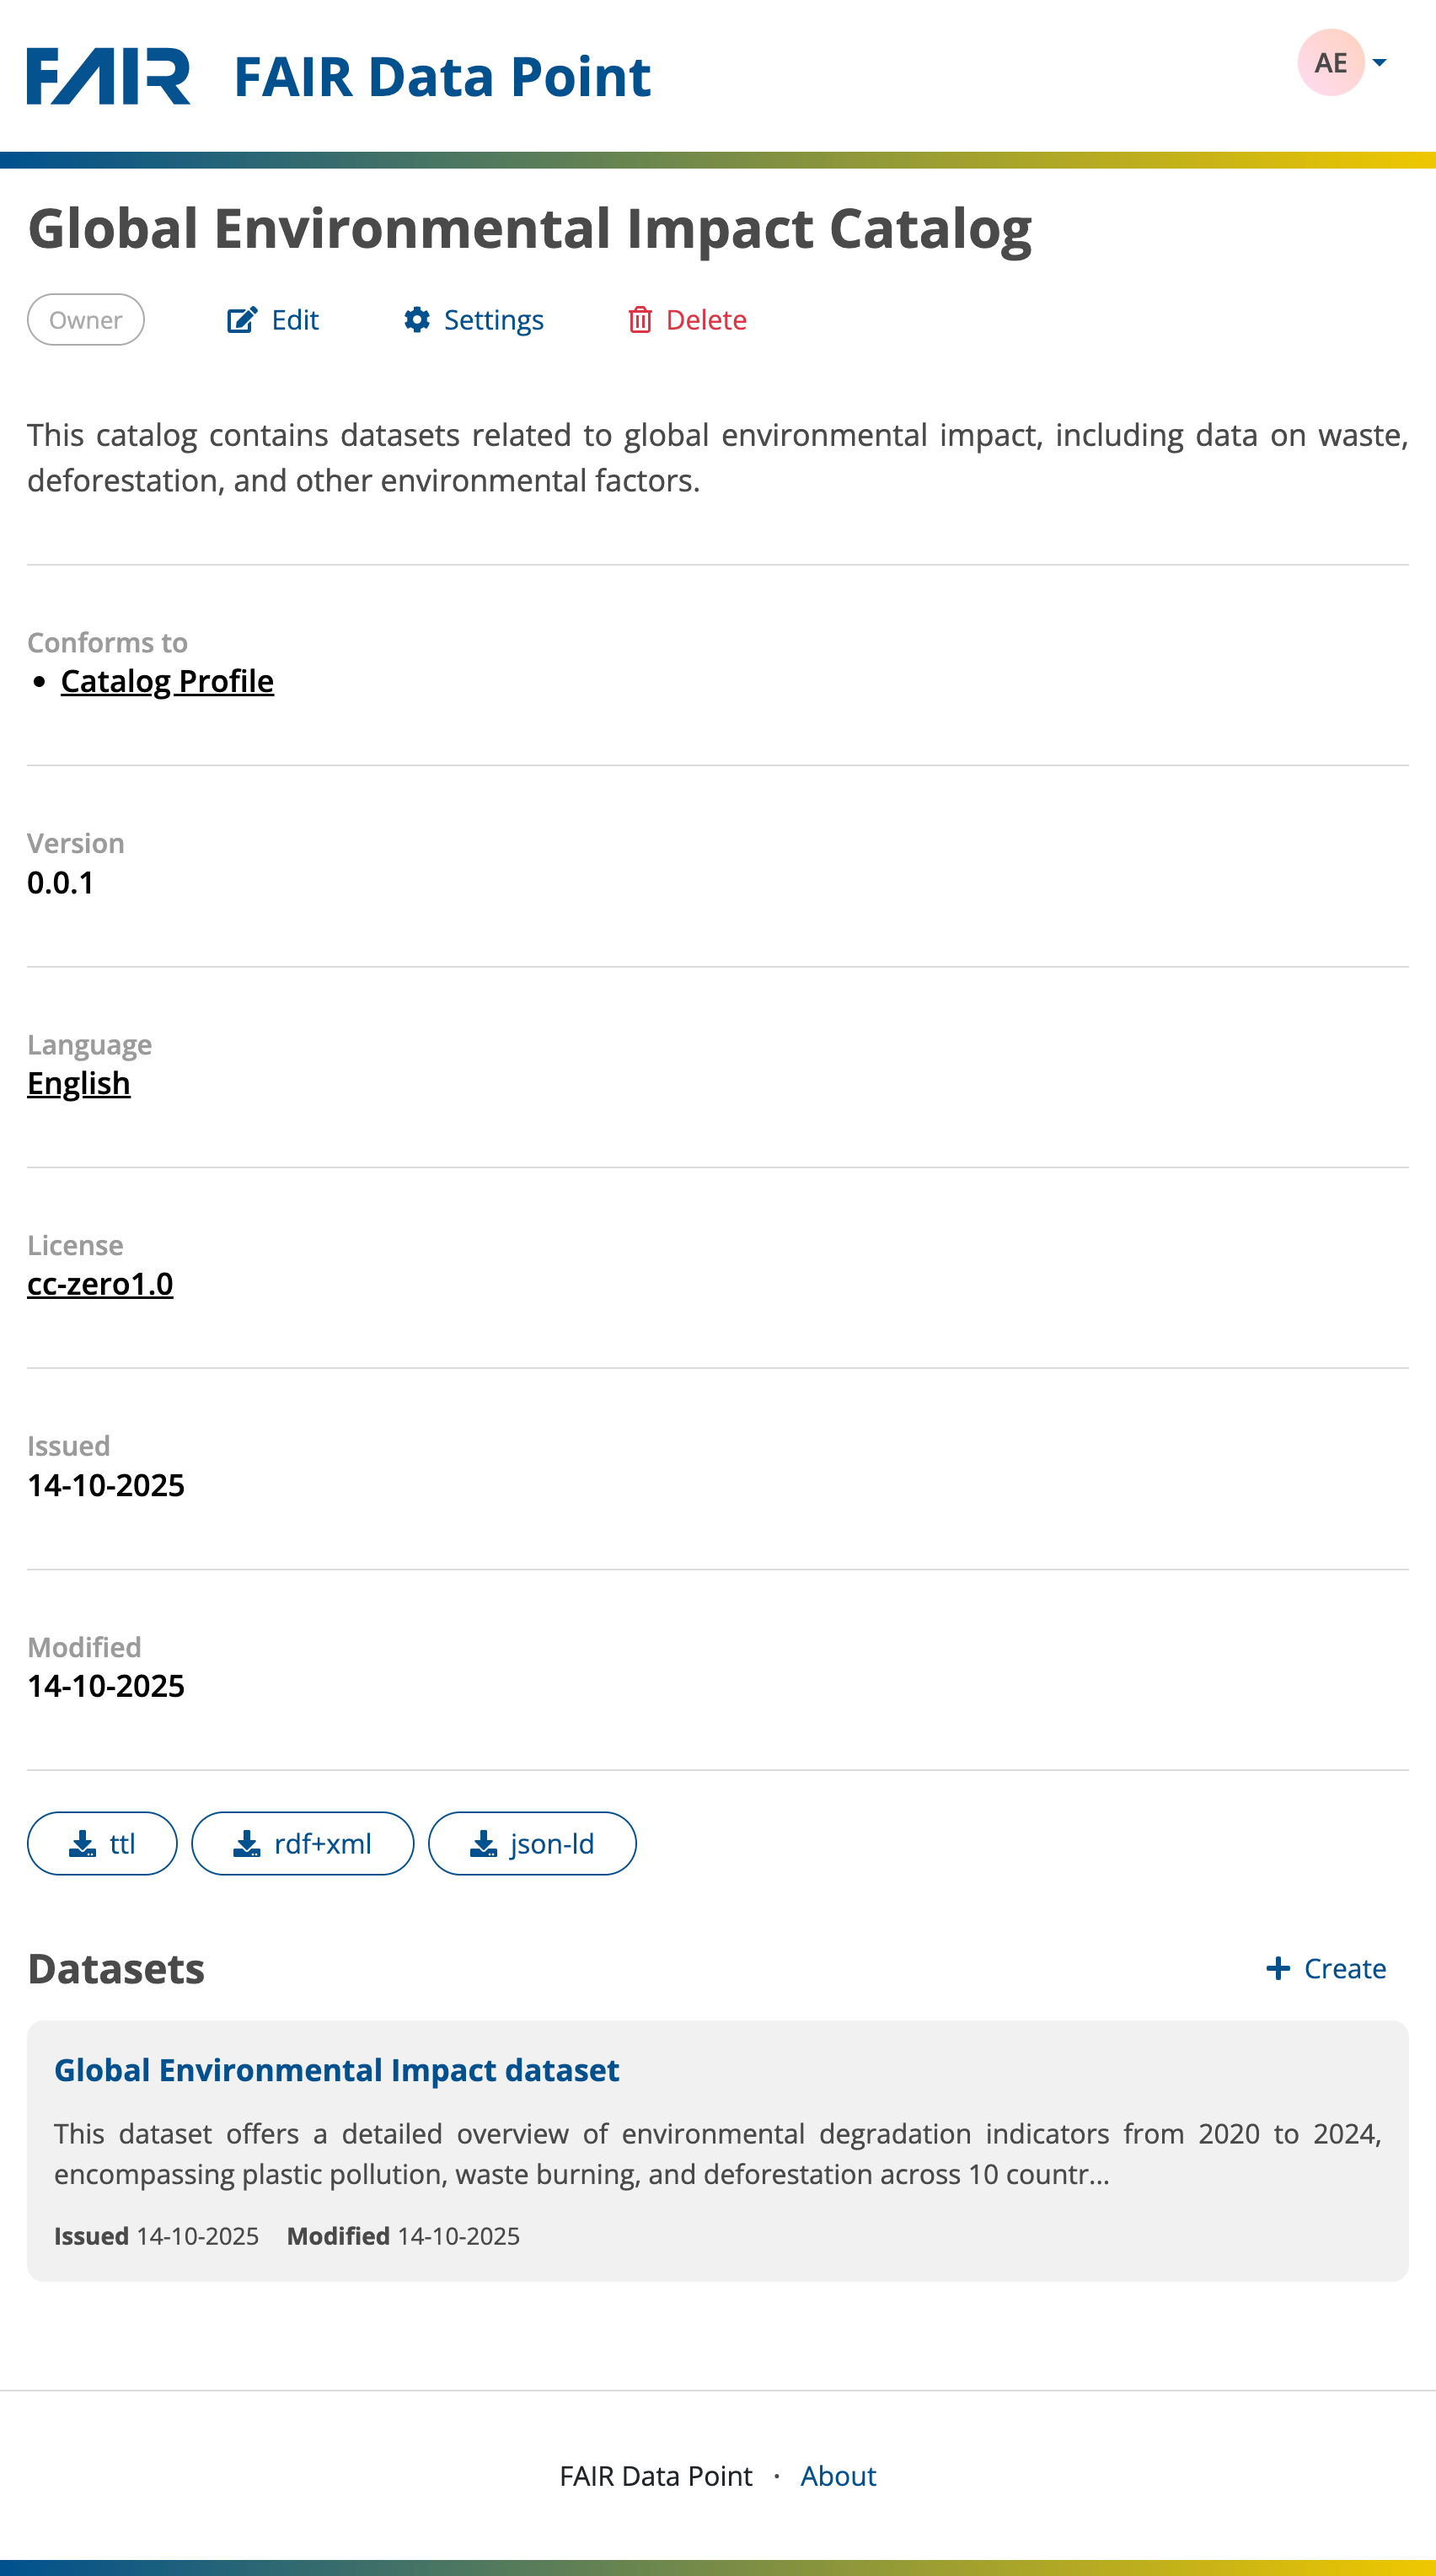 FAIR FAIR Data Point
AE
Global Environmental Impact Catalog
Owner Edit Settings Delete
This catalog contains datasets related to global environmental impact, including data on waste,
deforestation, and other environmental factors.
Conforms to
• Catalog Profile
Version
0.0.1
Language
English
License
cc-zero1.0
Issued
14-10-2025
Modified
14-10-2025
ttl rdf+xml json-ld
Datasets + Create
Global Environmental Impact dataset
This dataset offers a detailed overview of environmental degradation indicators from 2020 to 2024,
encompassing plastic pollution, waste burning, and deforestation across 10 countr...
Issued 14-10-2025 Modified 14-10-2025
FAIR Data Point · About